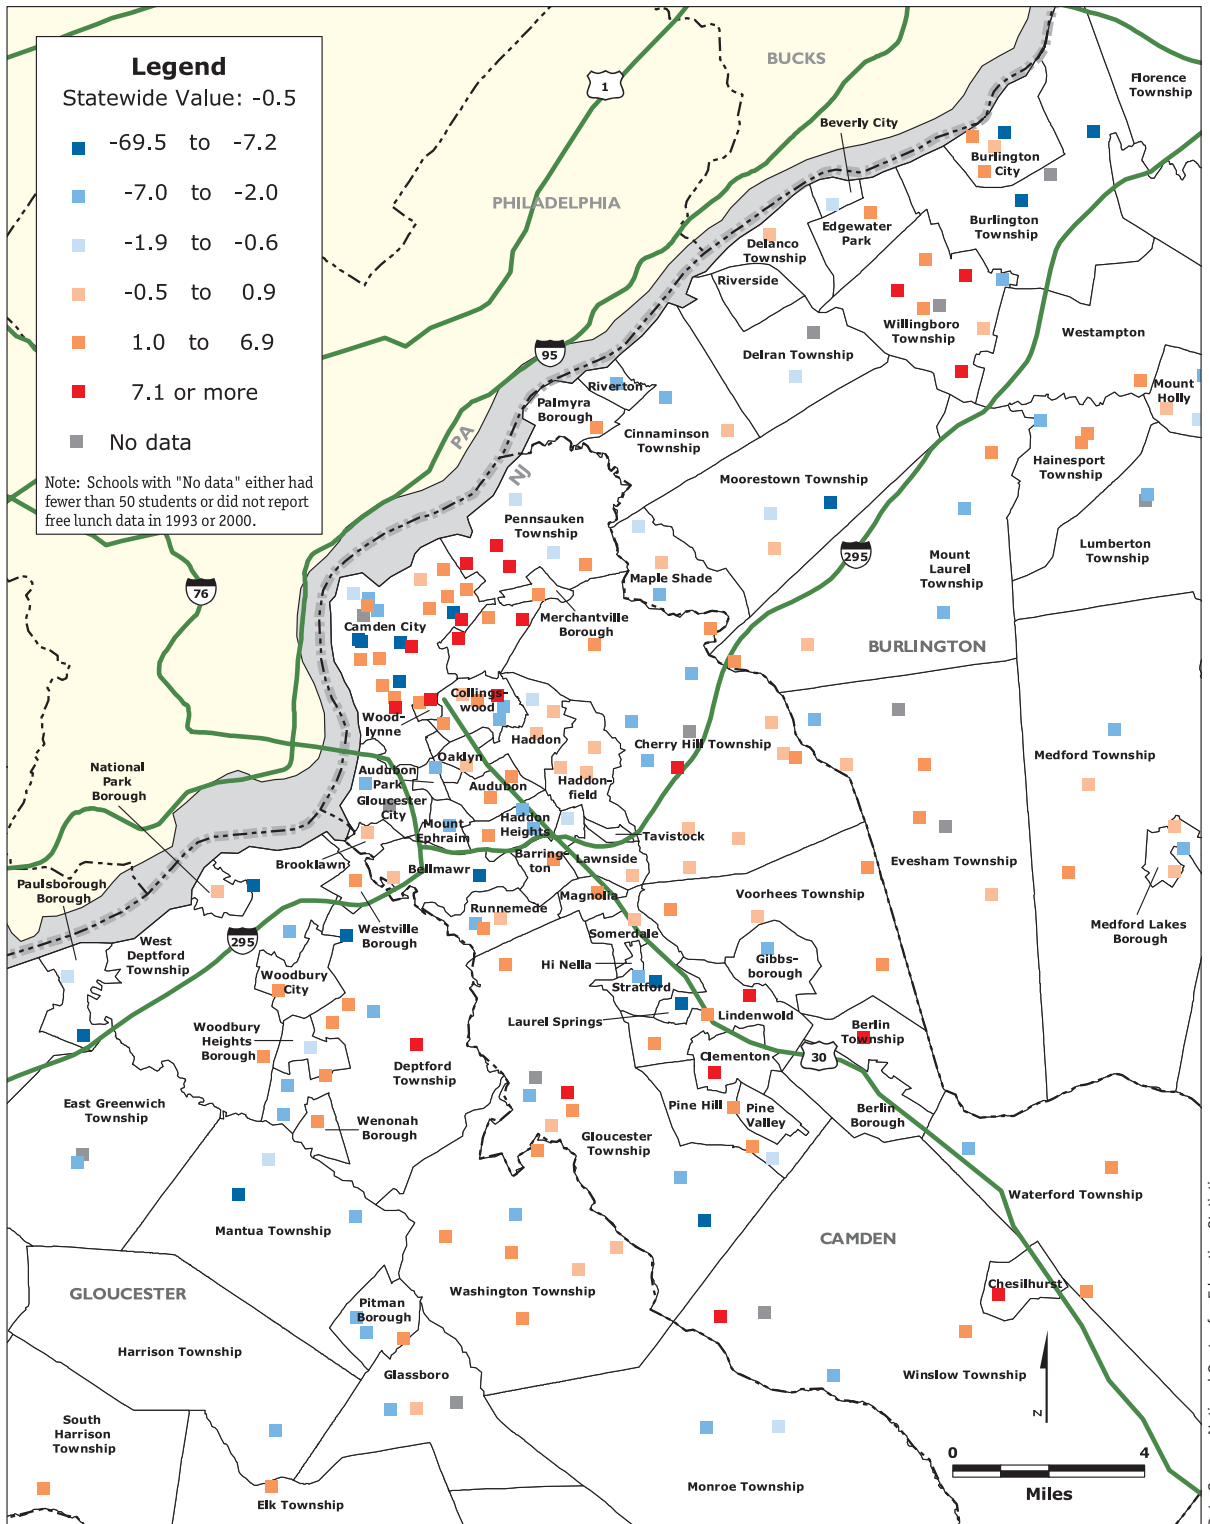 Legend
Statewide Value: -0.5
-69.5 to -7.2
-7.0 to -2.0
-1.9 to -0.6
-0.5 to 0.9
1.0 to 6.9
7.1 or more
No data
Note: Schools with "No data" either had
fewer than 50 students or did not report
free lunch data in 1993 or 2000.
BUCKS
1
PHILADELPHIA
Florence
Township
Beverly City
Burlington
City
Burlington
Township
Edgewater
Park
Delanco
Township
Riverside
Willingboro
Township
Westampton
95
Delran Township
Mount
Holly
Riverton
Palmyra
Borough
Cinnaminson
Township
PA
NJ
Hainesport
Township
Moorestown Township
Pennsauken
Township
295
Lumberton
Township
Mount
Laurel
Township
Maple Shade
76
Merchantville
Borough
Camden City
BURLINGTON
Collings-
wood
Wood-
lynne
Haddon
Cherry Hill Township
Medford Township
National
Park
Borough
Oaklyn
Audubon
Park
Audubon
Haddon-
field
Gloucester
City
Mount
Ephraim
Haddon
Heights
Tavistock
Brooklawn
Bellmawr
Barring-
ton
Lawnside
Evesham Township
Paulsborough
Borough
Magnolia
Voorhees Township
Runnemede
Westville
Borough
Somerdale
Medford Lakes
Borough
295
West
Deptford
Township
Hi Nella
Gibbs-
borough
Woodbury
City
Stratford
Laurel Springs
Lindenwold
Berlin
Township
Woodbury
Heights
Borough
30
Clementon
Deptford
Township
East Greenwich
Township
Pine Hill
Pine
Valley
Berlin
Borough
Wenonah
Borough
Gloucester
Township
Waterford Township
Mantua Township
CAMDEN
Chesilhurst
GLOUCESTER
Washington Township
Pitman
Borough
Harrison Township
Glassboro
Winslow Township
N
South
Harrison
Township
0 4
Miles
Monroe Township
Elk Township